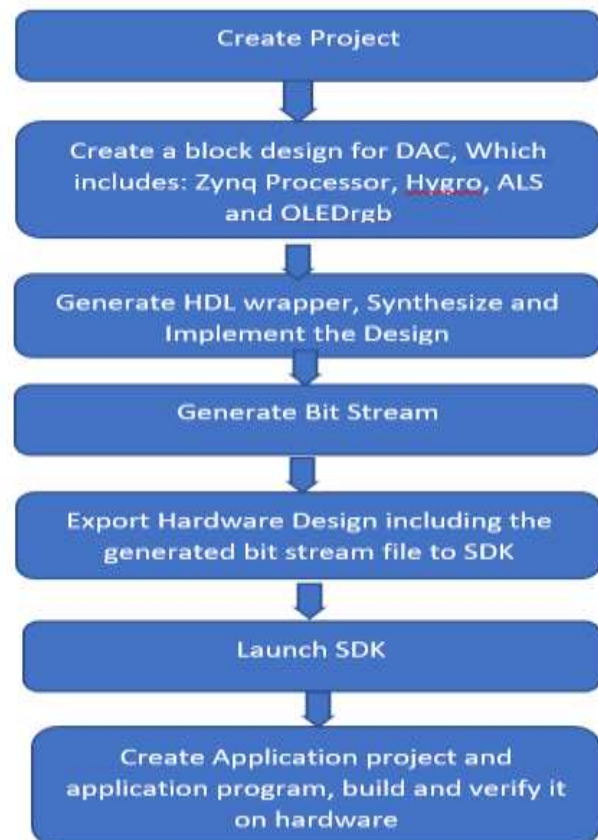 Create Project
Create a block design for DAC, Which
includes: Zynq Processor, Hygro, ALS
and OLEDrgb
Generate HDL wrapper, Synthesize and
Implement the Design
Generate Bit Stream
Export Hardware Design including the
generated bit stream file to SDK
Launch SDK
Create Application project and
application program, build and verify it
on hardware